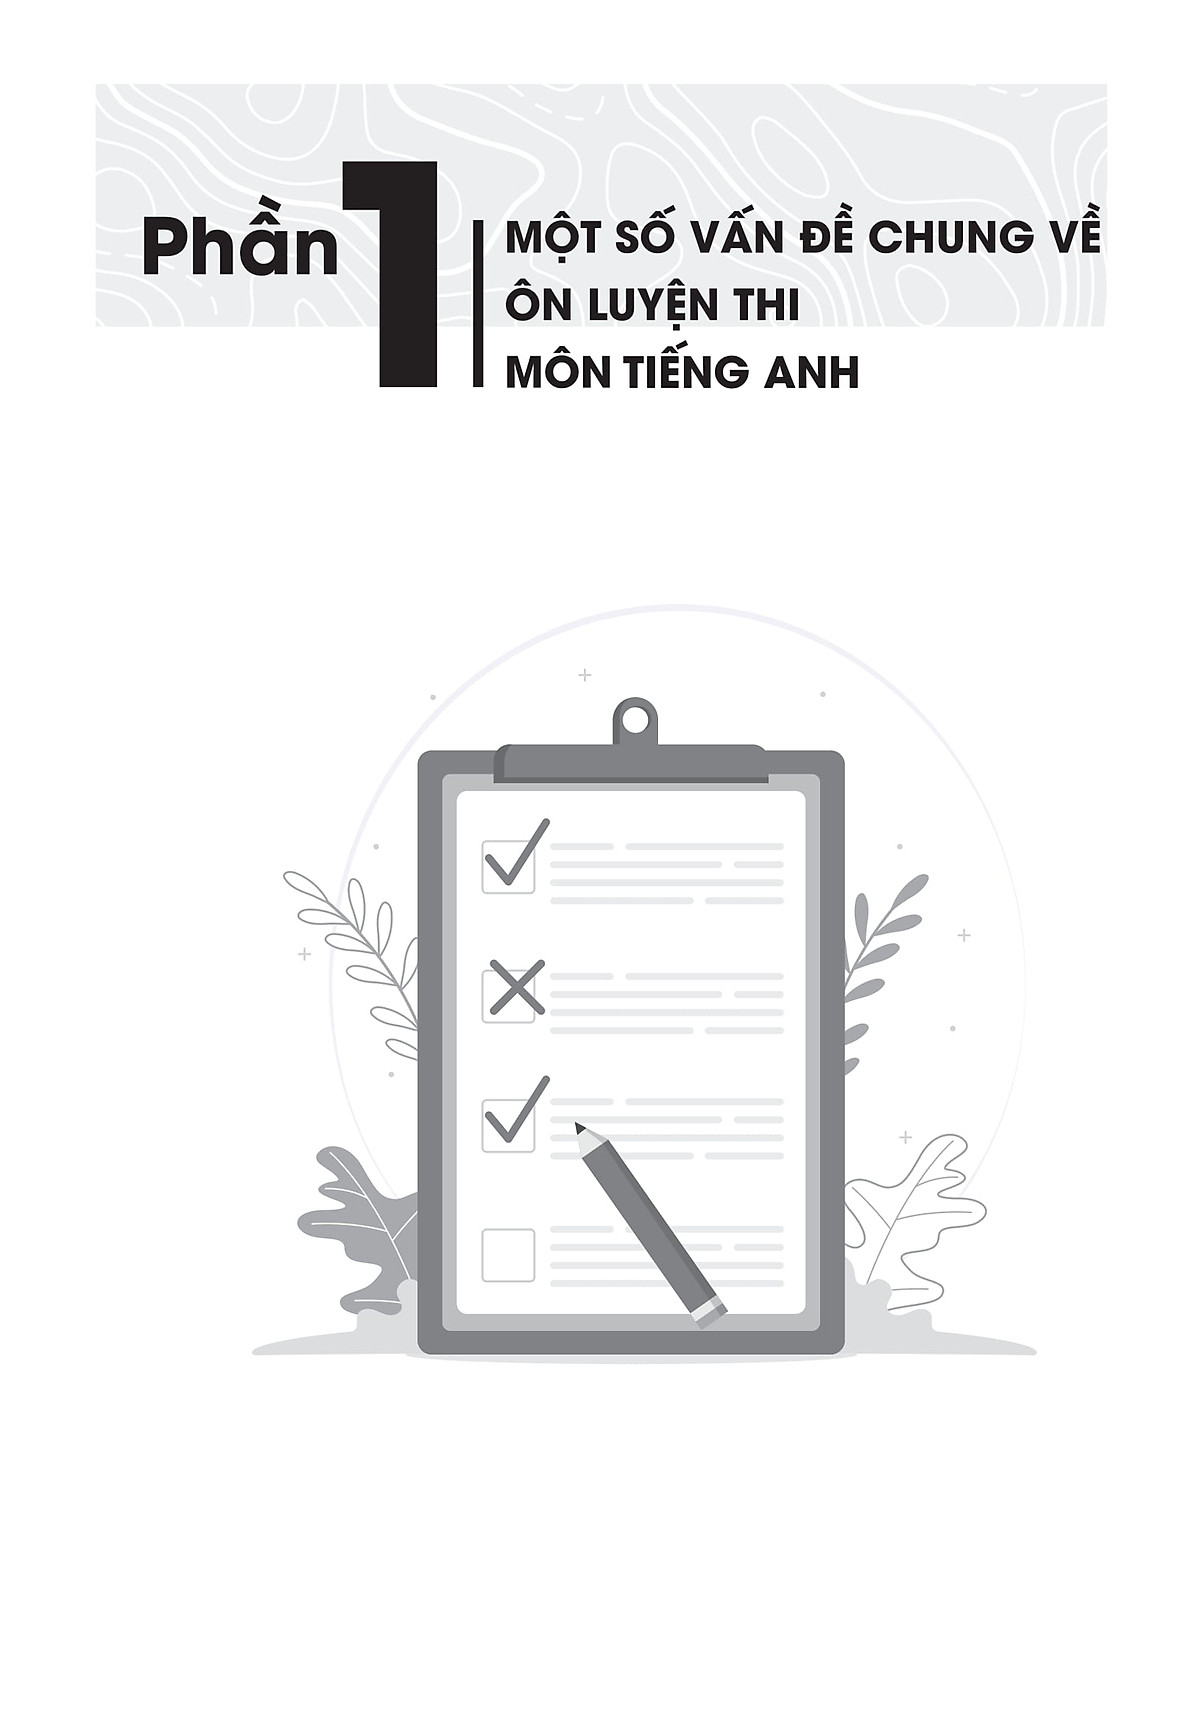 Phần 1
MỘT SỐ VẤN ĐỀ CHUNG VỀ
ÔN LUYỆN THI
MÔN TIẾNG ANH